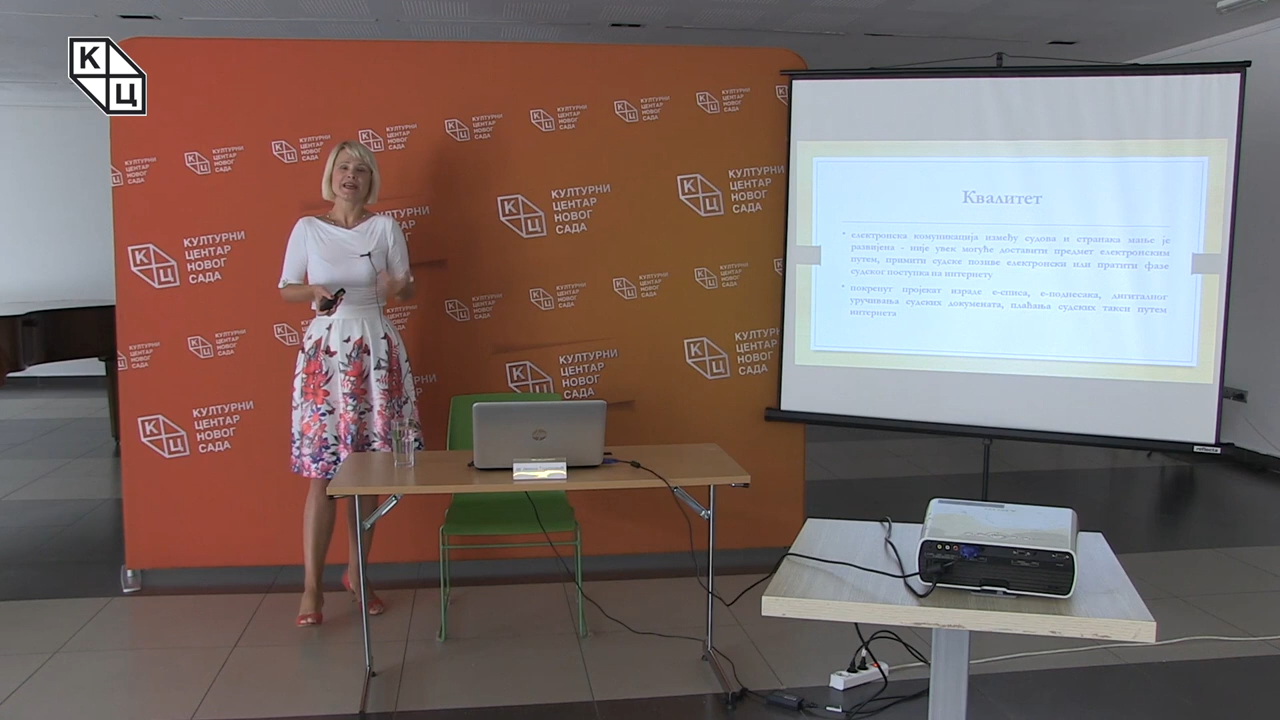 К
Ц
КУЛТУРНИ
ЦЕНТАР
НОВОГ
САДА
Квалитет
електронска комуникација између судова и странака мање је
развијена – није увек могуће доставити предмет електронским
путем, примити судске позиве електронски или пратити фазе
судског поступка на интернету
покренут пројекат израде е-списа, е-поднесака, дигиталног
уручивања судских докумената, плаћања судских такси путем
интернета
reflecta